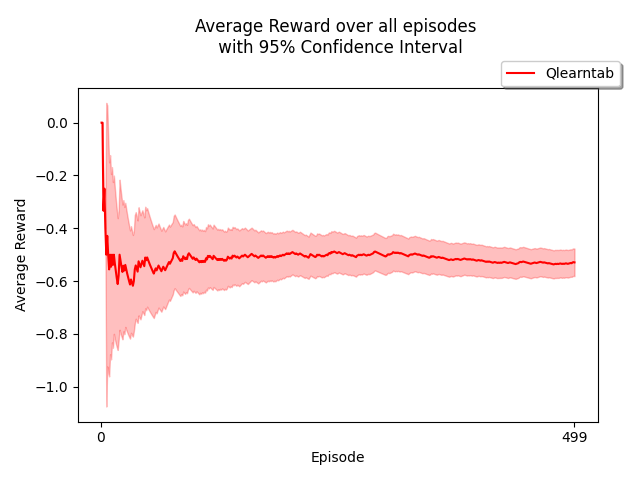 Average Reward over all episodes
with 95% Confidence Interval
Qlearntab
0.0
−0.2
−0.4
−0.6
−0.8
−1.0
Average Reward
0
499
Episode